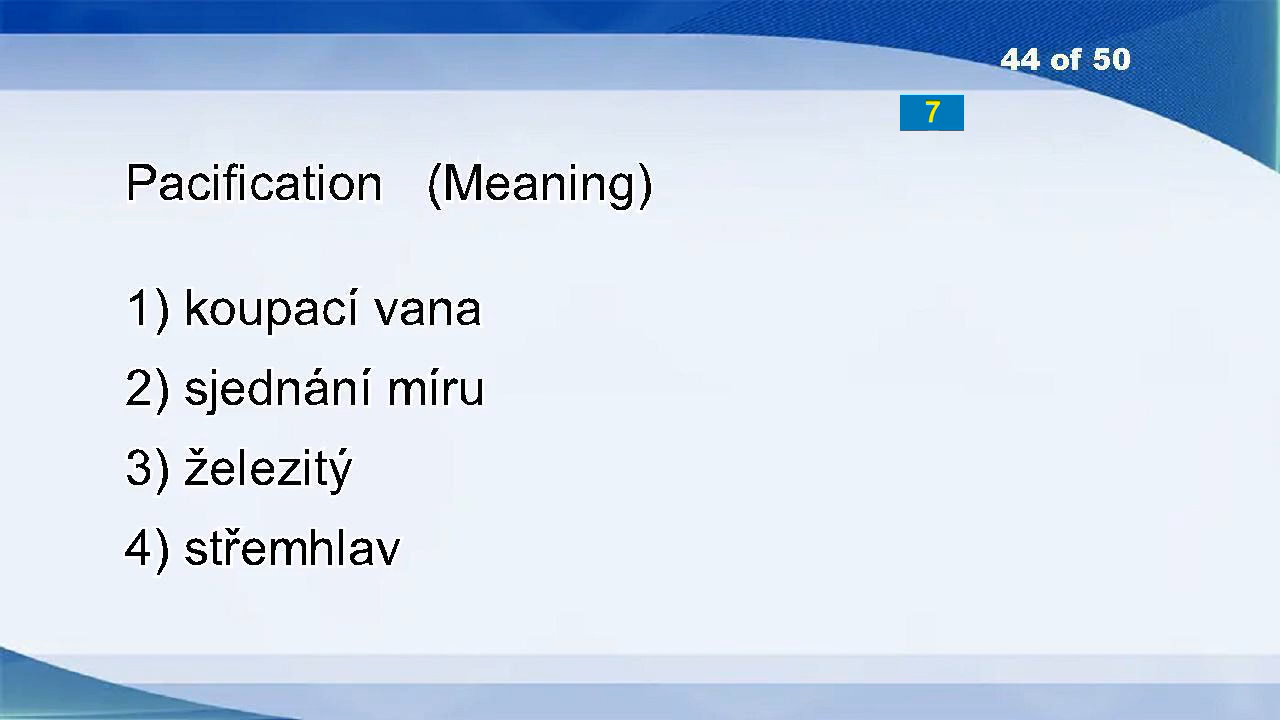 44 of 50
7
Pacification (Meaning)
1) koupací vana
2) sjednání míru
3) železitý
4) střemhlav